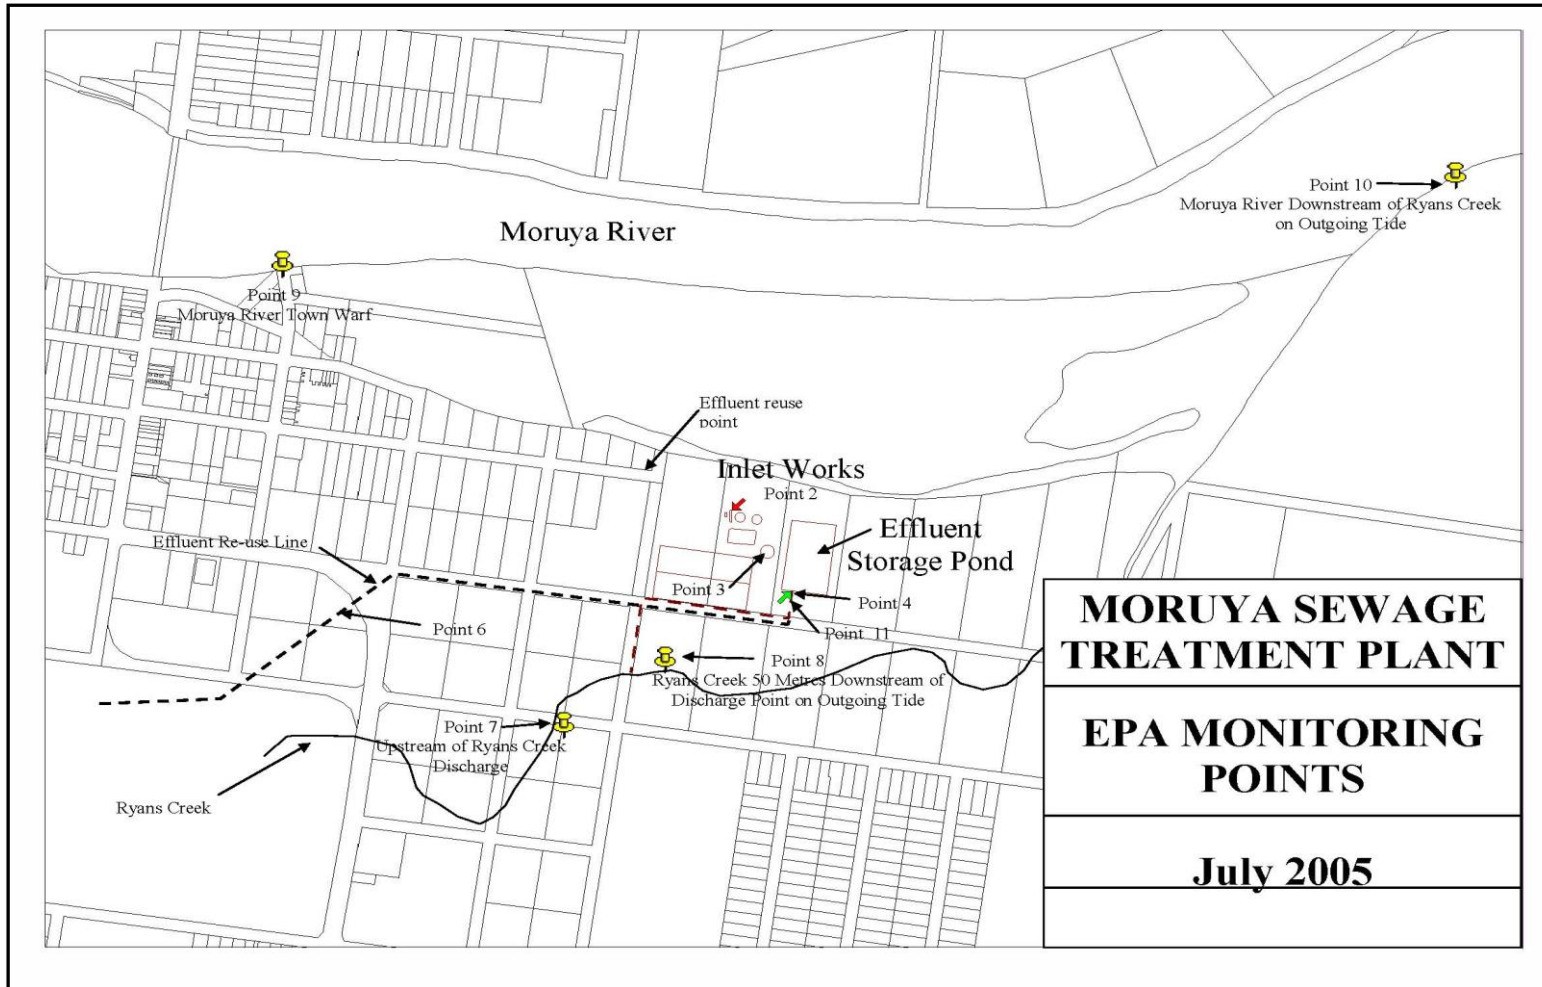 Moruya River
Point 10
Moruya River Downstream of Ryans Creek
on Outgoing Tide
Point 9
Moruya River Town Warf
Effluent reuse
point
Inlet Works
Point 2
Effluent
Storage Pond
Effluent Re-use Line
Point 3
Point 4
Point 11
Point 6
Point 8
Ryans Creek 50 Metres Downstream of
Discharge Point on Outgoing Tide
Point 7
Upstream of Ryans Creek
Discharge
Ryans Creek
MORUYA SEWAGE
TREATMENT PLANT
EPA MONITORING
POINTS
July 2005